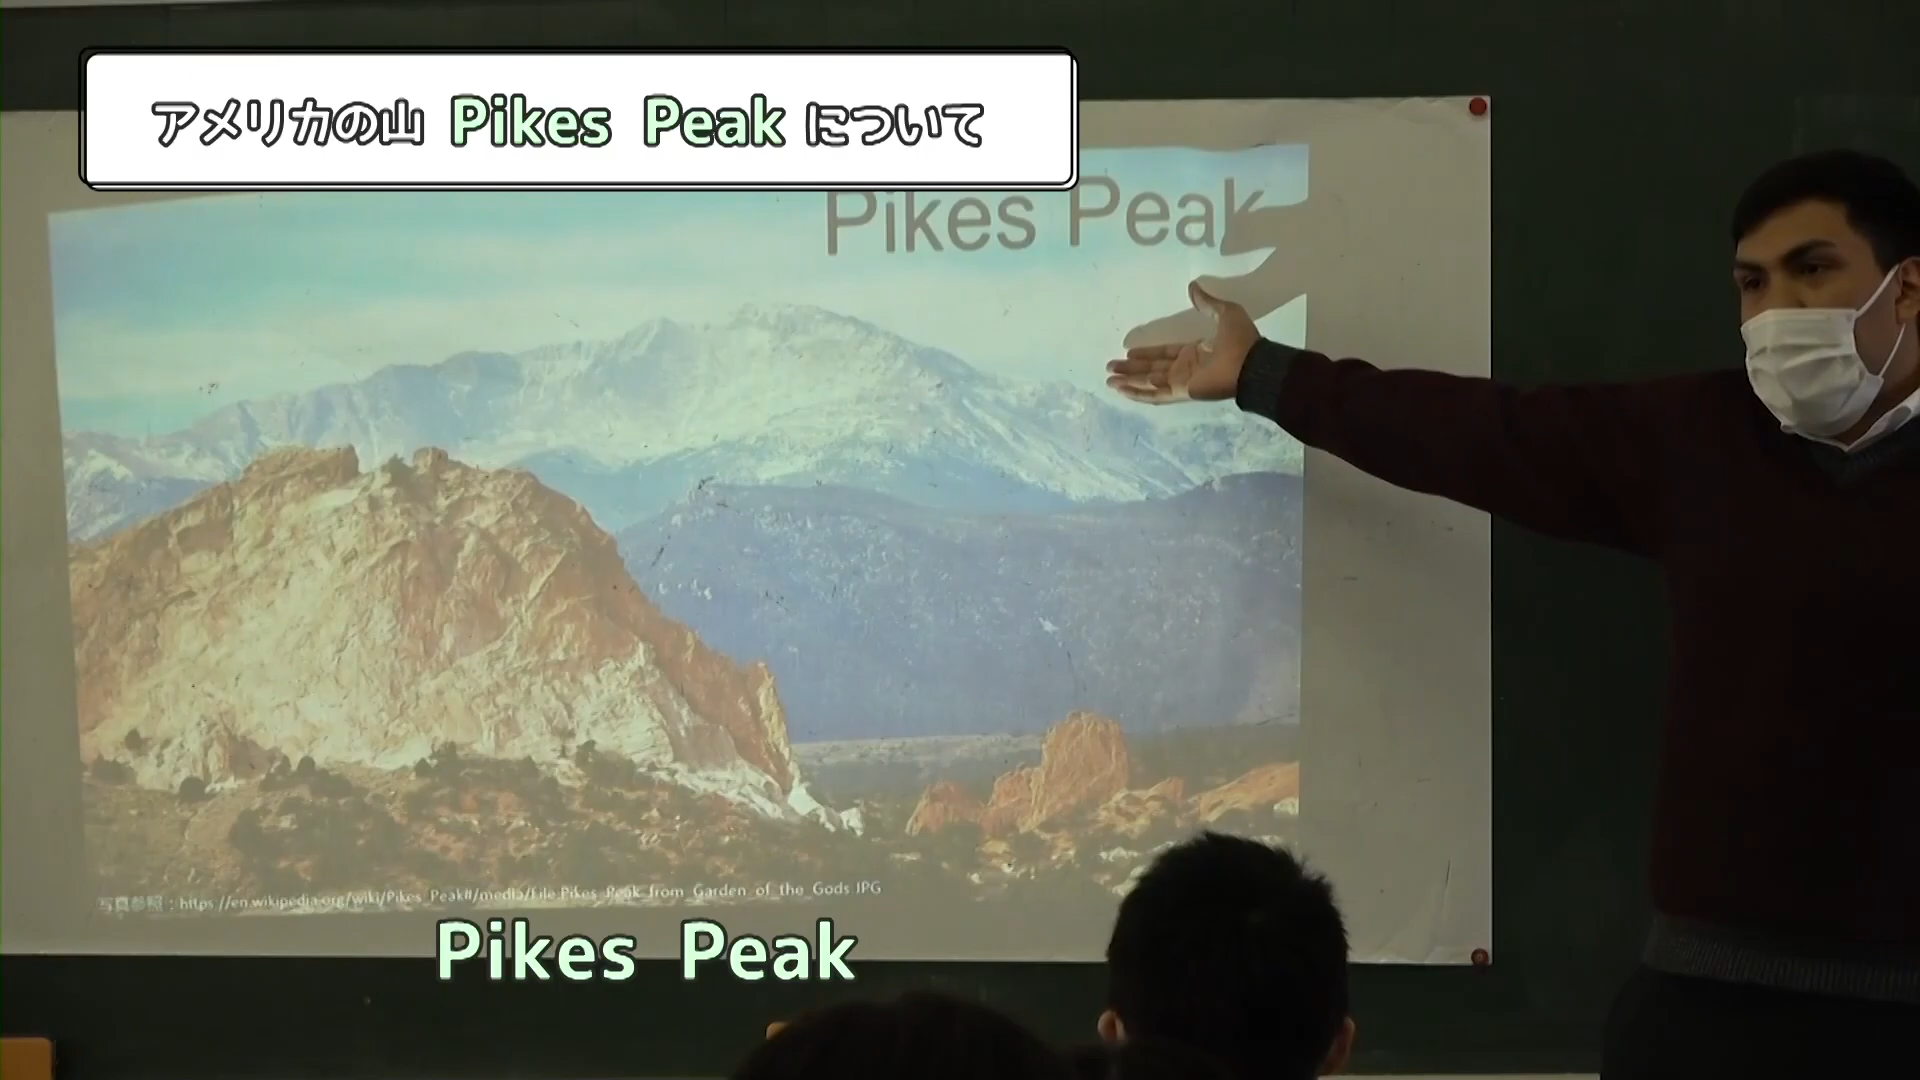 アメリカの山 Pikes Peak について
Pikes Peak
写真参照：https://en.wikipedia.org/wiki/Pikes_Peak#/media/File:Pikes_Peak_from_Garden_of_the_Gods.JPG
Pikes Peak